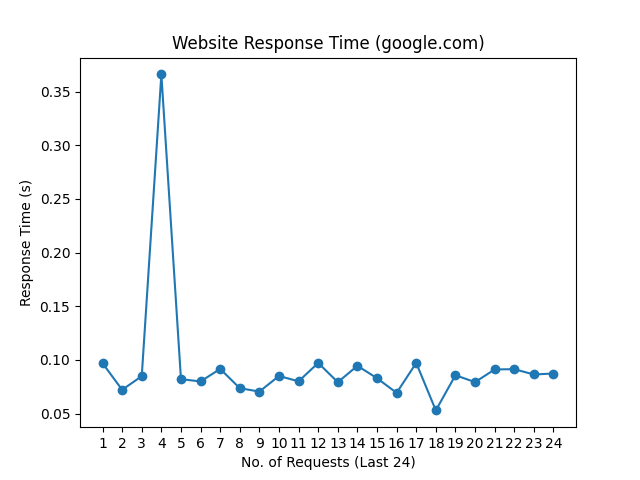 Website Response Time (google.com)
Response Time (s)
0.35
0.30
0.25
0.20
0.15
0.10
0.05
1 2 3 4 5 6 7 8 9 10 11 12 13 14 15 16 17 18 19 20 21 22 23 24
No. of Requests (Last 24)